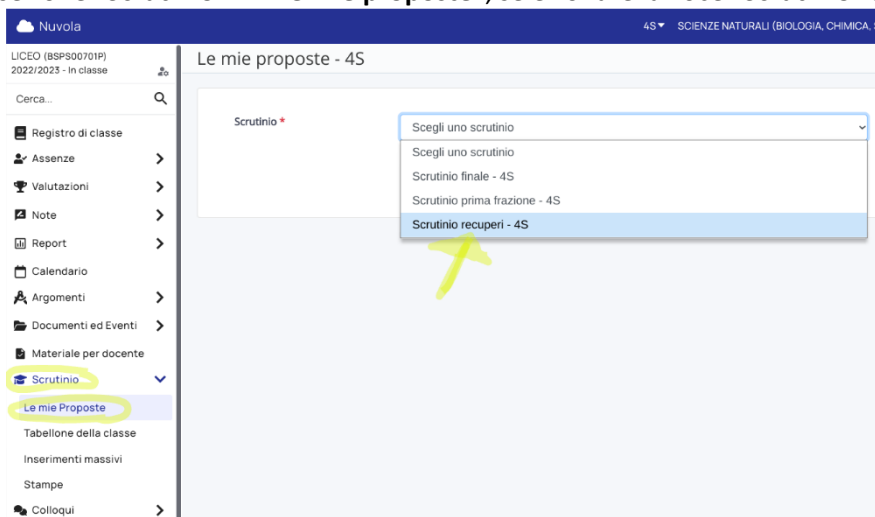 Nuvola
4S SCIENZE NATURALI (BIOLOGIA, CHIMICA,
LICEO (BSPS00701P)
2022/2023 - In classe
Cerca...
Registro di classe
Assenze
Valutazioni
Note
Report
Calendario
Argomenti
Documenti ed Eventi
Materiale per docente
Scrutinio
Le mie Proposte
Tabellone della classe
Inserimenti massivi
Stampe
Colloqui
Le mie proposte - 4S
Scrutinio *
Scegli uno scrutinio
Scegli uno scrutinio
Scrutinio finale - 4S
Scrutinio prima frazione - 4S
Scrutinio recuperi - 4S